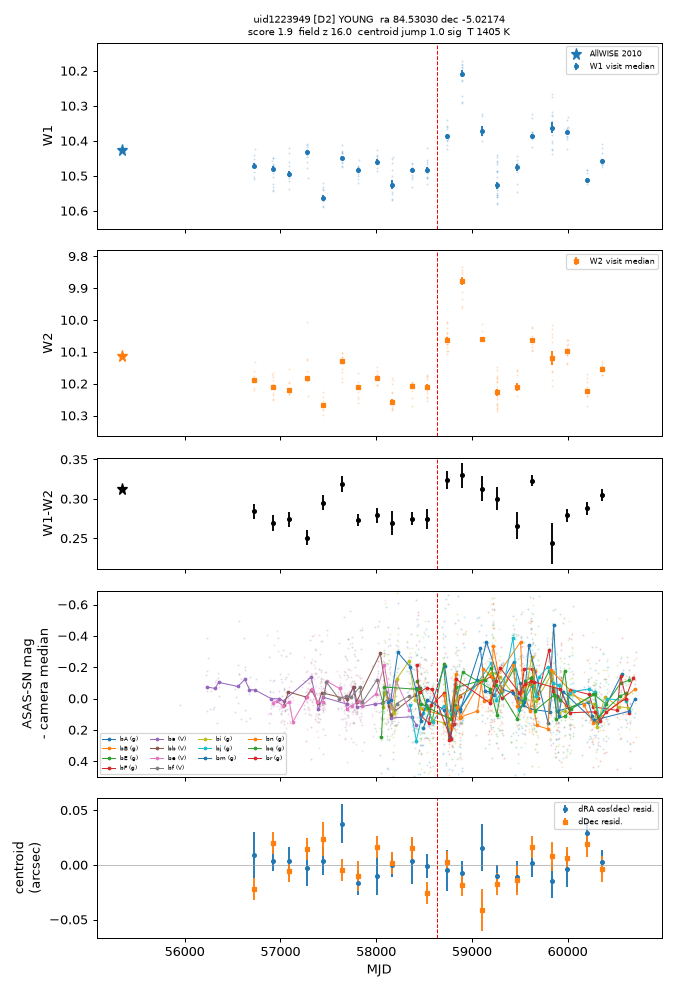 uid1223949 [D2] YOUNG ra 84.53030 dec -5.02174
score 1.9 field z 16.0 centroid jump 1.0 sig T 1405 K
10.2
10.3
10.4
10.5
10.6
W1
AllWISE 2010
W1 visit median
9.8
9.9
10.0
10.1
10.2
10.3
W2
W2 visit median
0.35
0.30
0.25
W1-W2
−0.6
−0.4
−0.2
0.0
0.2
0.4
ASAS-SN mag
- camera median
bA (g)
bB (g)
bE (g)
bF (g)
ba (V)
bb (V)
be (V)
bf (V)
bi (g)
bj (g)
bm (g)
bn (g)
bq (g)
br (g)
0.05
0.00
−0.05
centroid
(arcsec)
dRA cos(dec) resid.
dDec resid.
56000
57000
58000
59000
60000
MJD